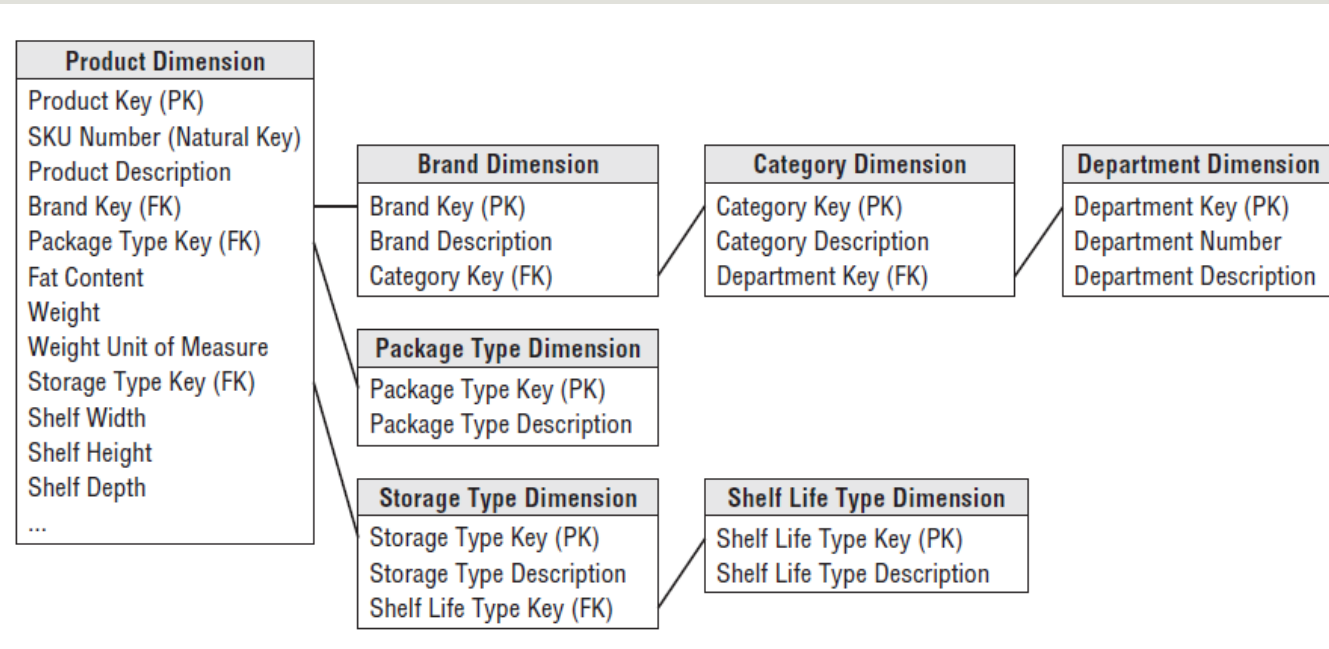 Product Dimension
Product Key (PK)
SKU Number (Natural Key)
Product Description
Brand Key (FK)
Package Type Key (FK)
Fat Content
Weight
Weight Unit of Measure
Storage Type Key (FK)
Shelf Width
Shelf Height
Shelf Depth
...
Brand Dimension
Brand Key (PK)
Brand Description
Category Key (FK)
Category Dimension
Category Key (PK)
Category Description
Department Key (FK)
Department Dimension
Department Key (PK)
Department Number
Department Description
Package Type Dimension
Package Type Key (PK)
Package Type Description
Storage Type Dimension
Storage Type Key (PK)
Storage Type Description
Shelf Life Type Key (FK)
Shelf Life Type Dimension
Shelf Life Type Key (PK)
Shelf Life Type Description